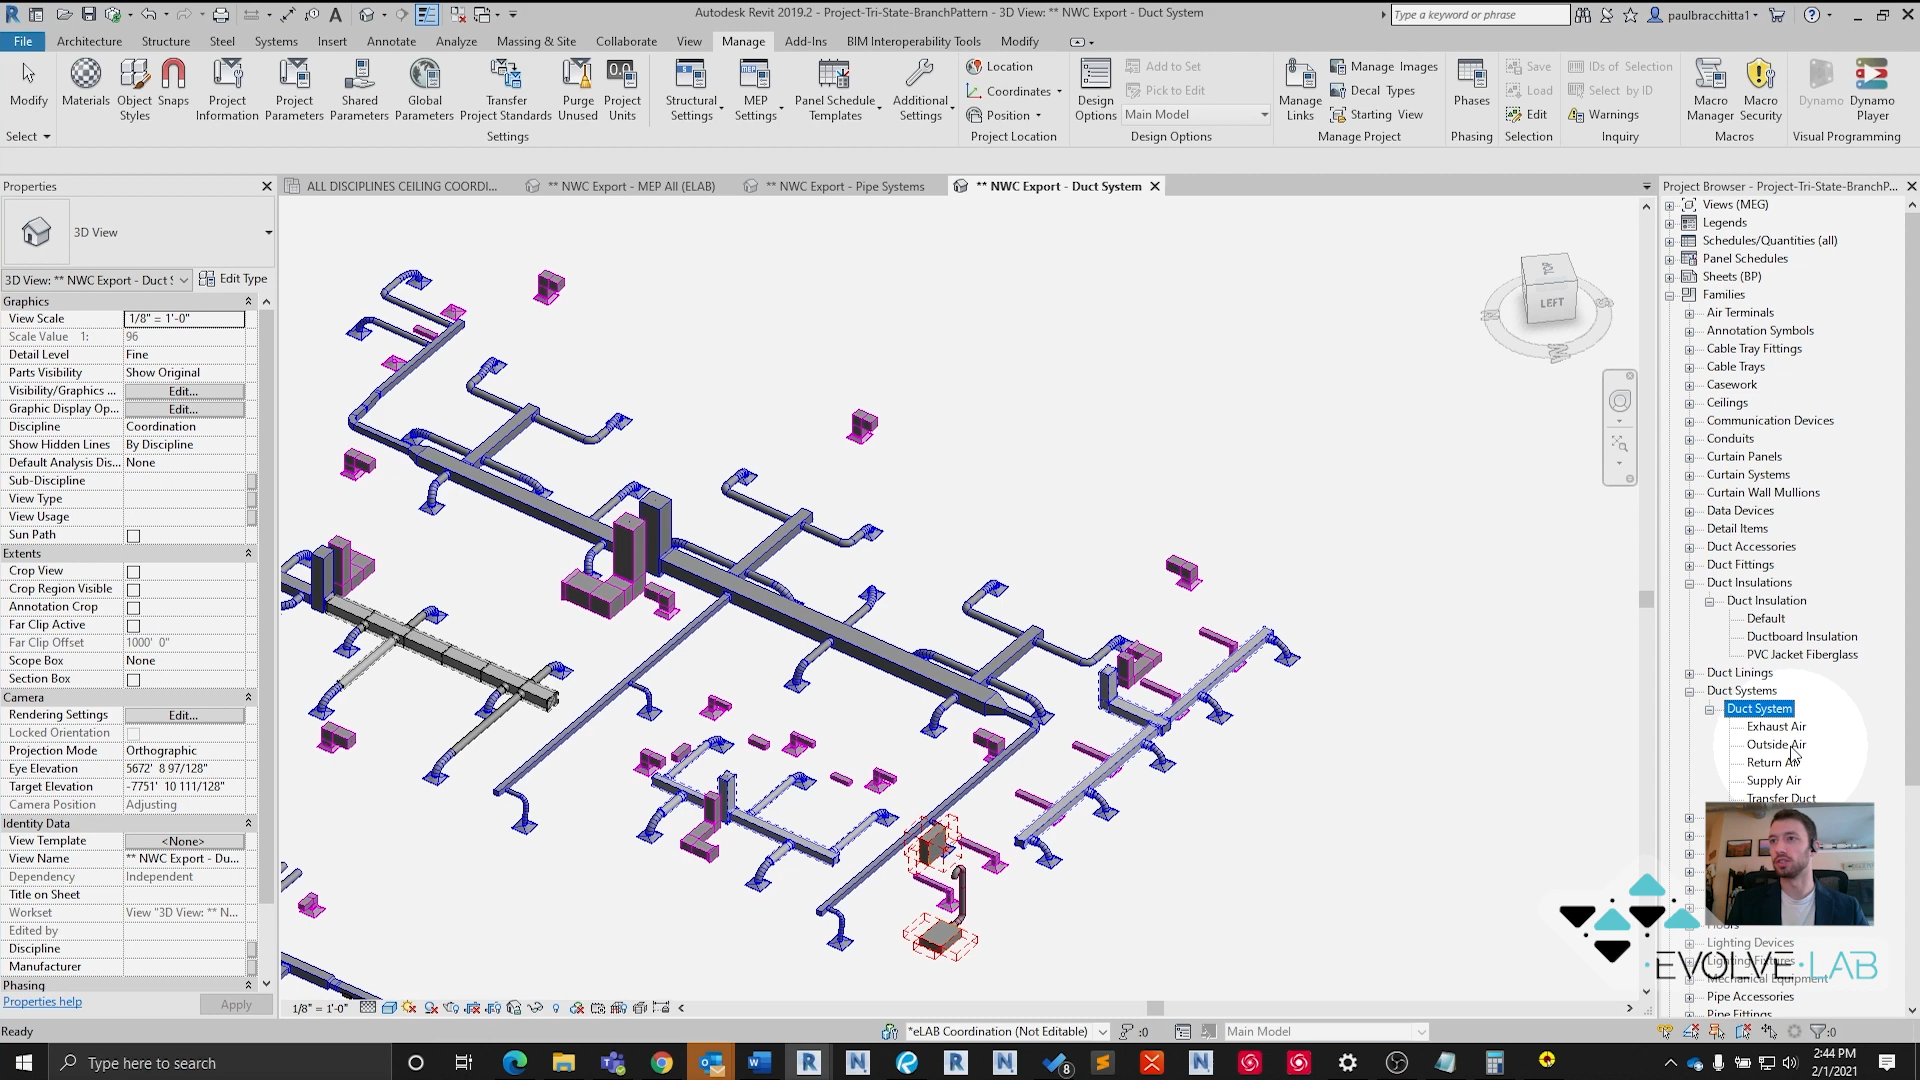 Autodesk Revit 2019.2 - Project-Tri-State-BranchPattern - 3D View: ** NWC Export - Duct System
Type a keyword or phrase
paulbracchitta1
File Architecture Structure Steel Systems Insert Annotate Analyze Massing & Site Collaborate View Manage Add-Ins BIM Interoperability Tools Modify
Modify
Materials
Object Styles
Snaps
Project Information
Project Parameters
Shared Parameters
Global Parameters
Transfer Project Standards
Purge Unused
Project Units
Structural Settings
MEP Settings
Panel Schedule Templates
Additional Settings
Location
Coordinates
Position
Design Options
Add to Set
Pick to Edit
Main Model
Manage Links
Manage Images
Decal Types
Starting View
Phases
Save
Load
Edit
IDs of Selection
Select by ID
Warnings
Macro Manager
Macro Security
Dynamo
Dynamo Player
Select Settings Project Location Design Options Manage Project Phasing Selection Inquiry Macros Visual Programming
Properties
ALL DISCIPLINES CEILING COORDI...
** NWC Export - MEP All (ELAB)
** NWC Export - Pipe Systems
** NWC Export - Duct System
Project Browser - Project-Tri-State-BranchP...
3D View
3D View: ** NWC Export - Duct S
Edit Type
Graphics
View Scale 1/8" = 1'-0"
Scale Value 1: 96
Detail Level Fine
Parts Visibility Show Original
Visibility/Graphics ... Edit...
Graphic Display Op... Edit...
Discipline Coordination
Show Hidden Lines By Discipline
Default Analysis Dis... None
Sub-Discipline
View Type
View Usage
Sun Path
Extents
Crop View
Crop Region Visible
Annotation Crop
Far Clip Active
Far Clip Offset 1000' 0"
Scope Box None
Section Box
Camera
Rendering Settings Edit...
Locked Orientation
Projection Mode Orthographic
Eye Elevation 5672' 8 97/128"
Target Elevation -7751' 10 111/128"
Camera Position Adjusting
Identity Data
View Template <None>
View Name ** NWC Export - Du...
Dependency Independent
Title on Sheet
Workset View "3D View: ** N...
Edited by
Discipline
Manufacturer
Phasing
Properties help
Apply
TOP
LEFT
W
Views (MEG)
Legends
Schedules/Quantities (all)
Panel Schedules
Sheets (BP)
Families
Air Terminals
Annotation Symbols
Cable Tray Fittings
Cable Trays
Casework
Ceilings
Communication Devices
Conduits
Curtain Panels
Curtain Systems
Curtain Wall Mullions
Data Devices
Detail Items
Duct Accessories
Duct Fittings
Duct Insulations
Duct Insulation
Default
Ductboard Insulation
PVC Jacket Fiberglass
Duct Linings
Duct Systems
Duct System
Exhaust Air
Outside Air
Return Air
Supply Air
Transfer Duct
Floors
Lighting Devices
Lighting Fixtures
Mechanical Equipment
Pipe Accessories
Pipe Fittings
EVOLVE LAB
1/8" = 1'-0"
Ready
*eLAB Coordination (Not Editable)
:0
Main Model
:0
Type here to search
8
2:44 PM
2/1/2021